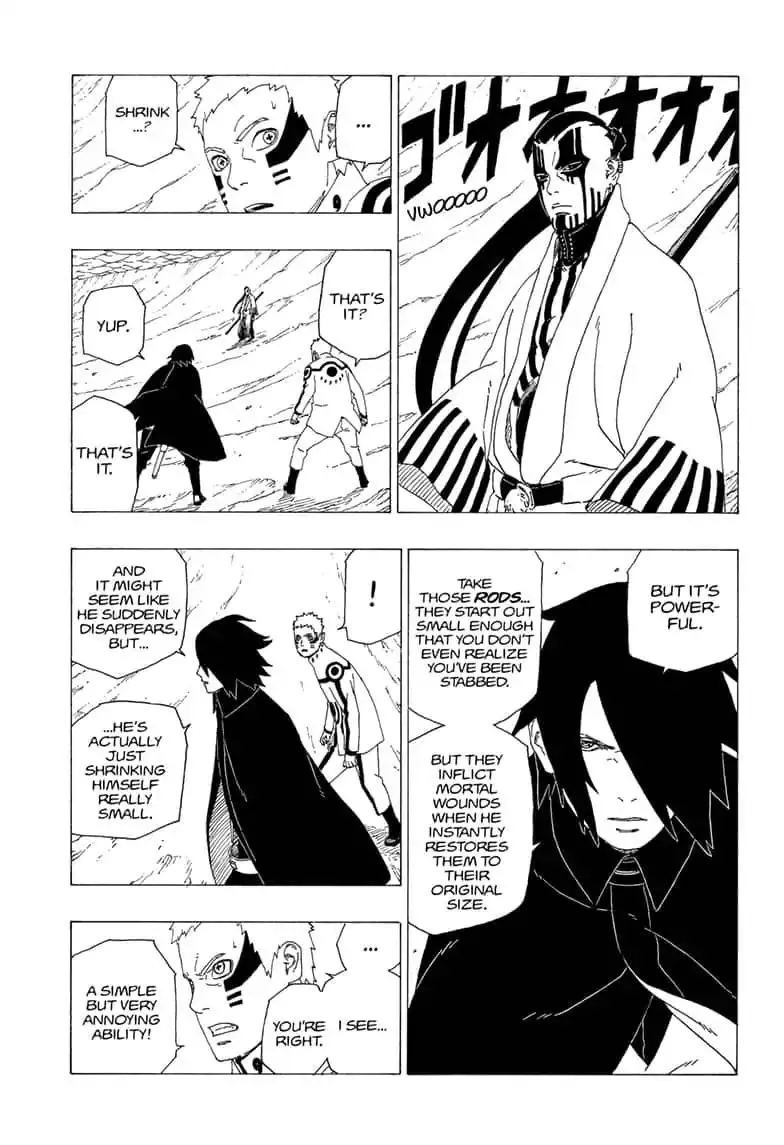 ゴオオオオオ
VWOOOOO
...
SHRINK
...?
THAT'S
IT?
YUP.
THAT'S
IT.
BUT IT'S
POWER-
FUL.
TAKE
THOSE RODS...
THEY START OUT
SMALL ENOUGH
THAT YOU DON'T
EVEN REALIZE
YOU'VE BEEN
STABBED.
BUT THEY
INFLICT
MORTAL
WOUNDS
WHEN HE
INSTANTLY
RESTORES
THEM TO
THEIR
ORIGINAL
SIZE.
!
AND
IT MIGHT
SEEM LIKE
HE SUDDENLY
DISAPPEARS,
BUT...
...HE'S
ACTUALLY
JUST
SHRINKING
HIMSELF
REALLY
SMALL.
...
I SEE...
YOU'RE
RIGHT.
A SIMPLE
BUT VERY
ANNOYING
ABILITY!